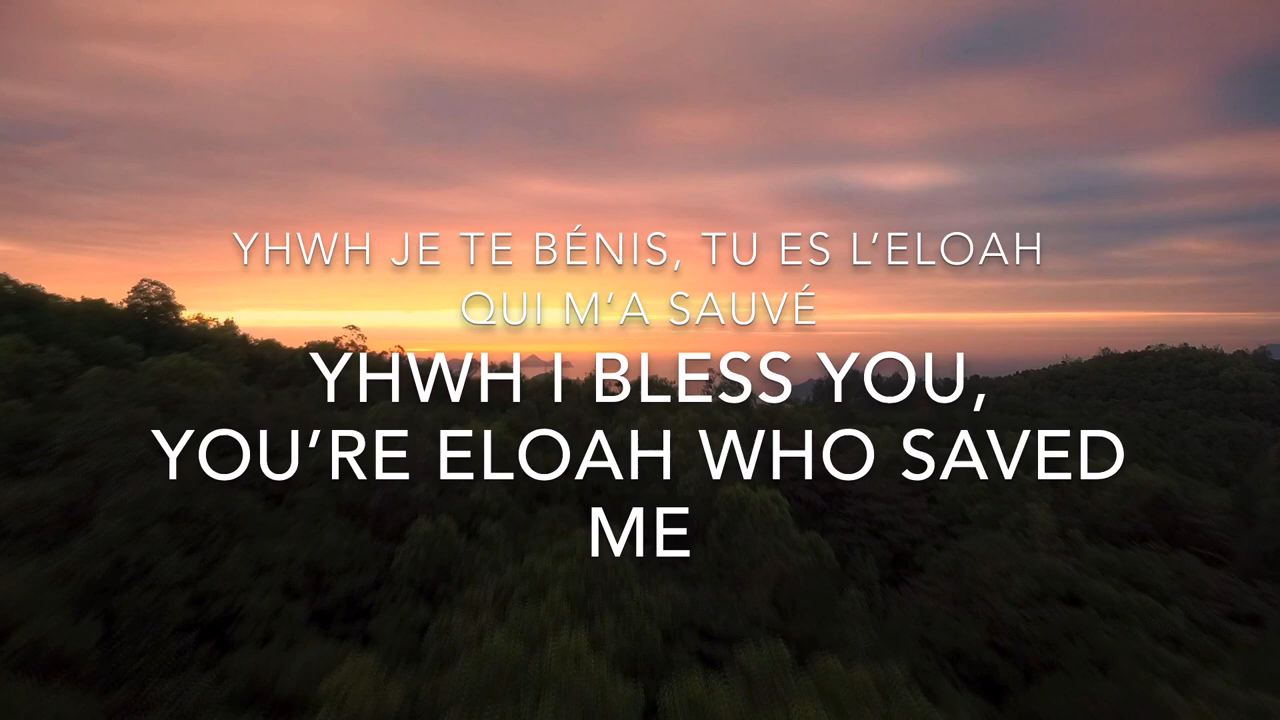 YHWH JE TE BÉNIS, TU ES L’ELOAH
QUI M’A SAUVÉ
YHWH I BLESS YOU,
YOU’RE ELOAH WHO SAVED
ME